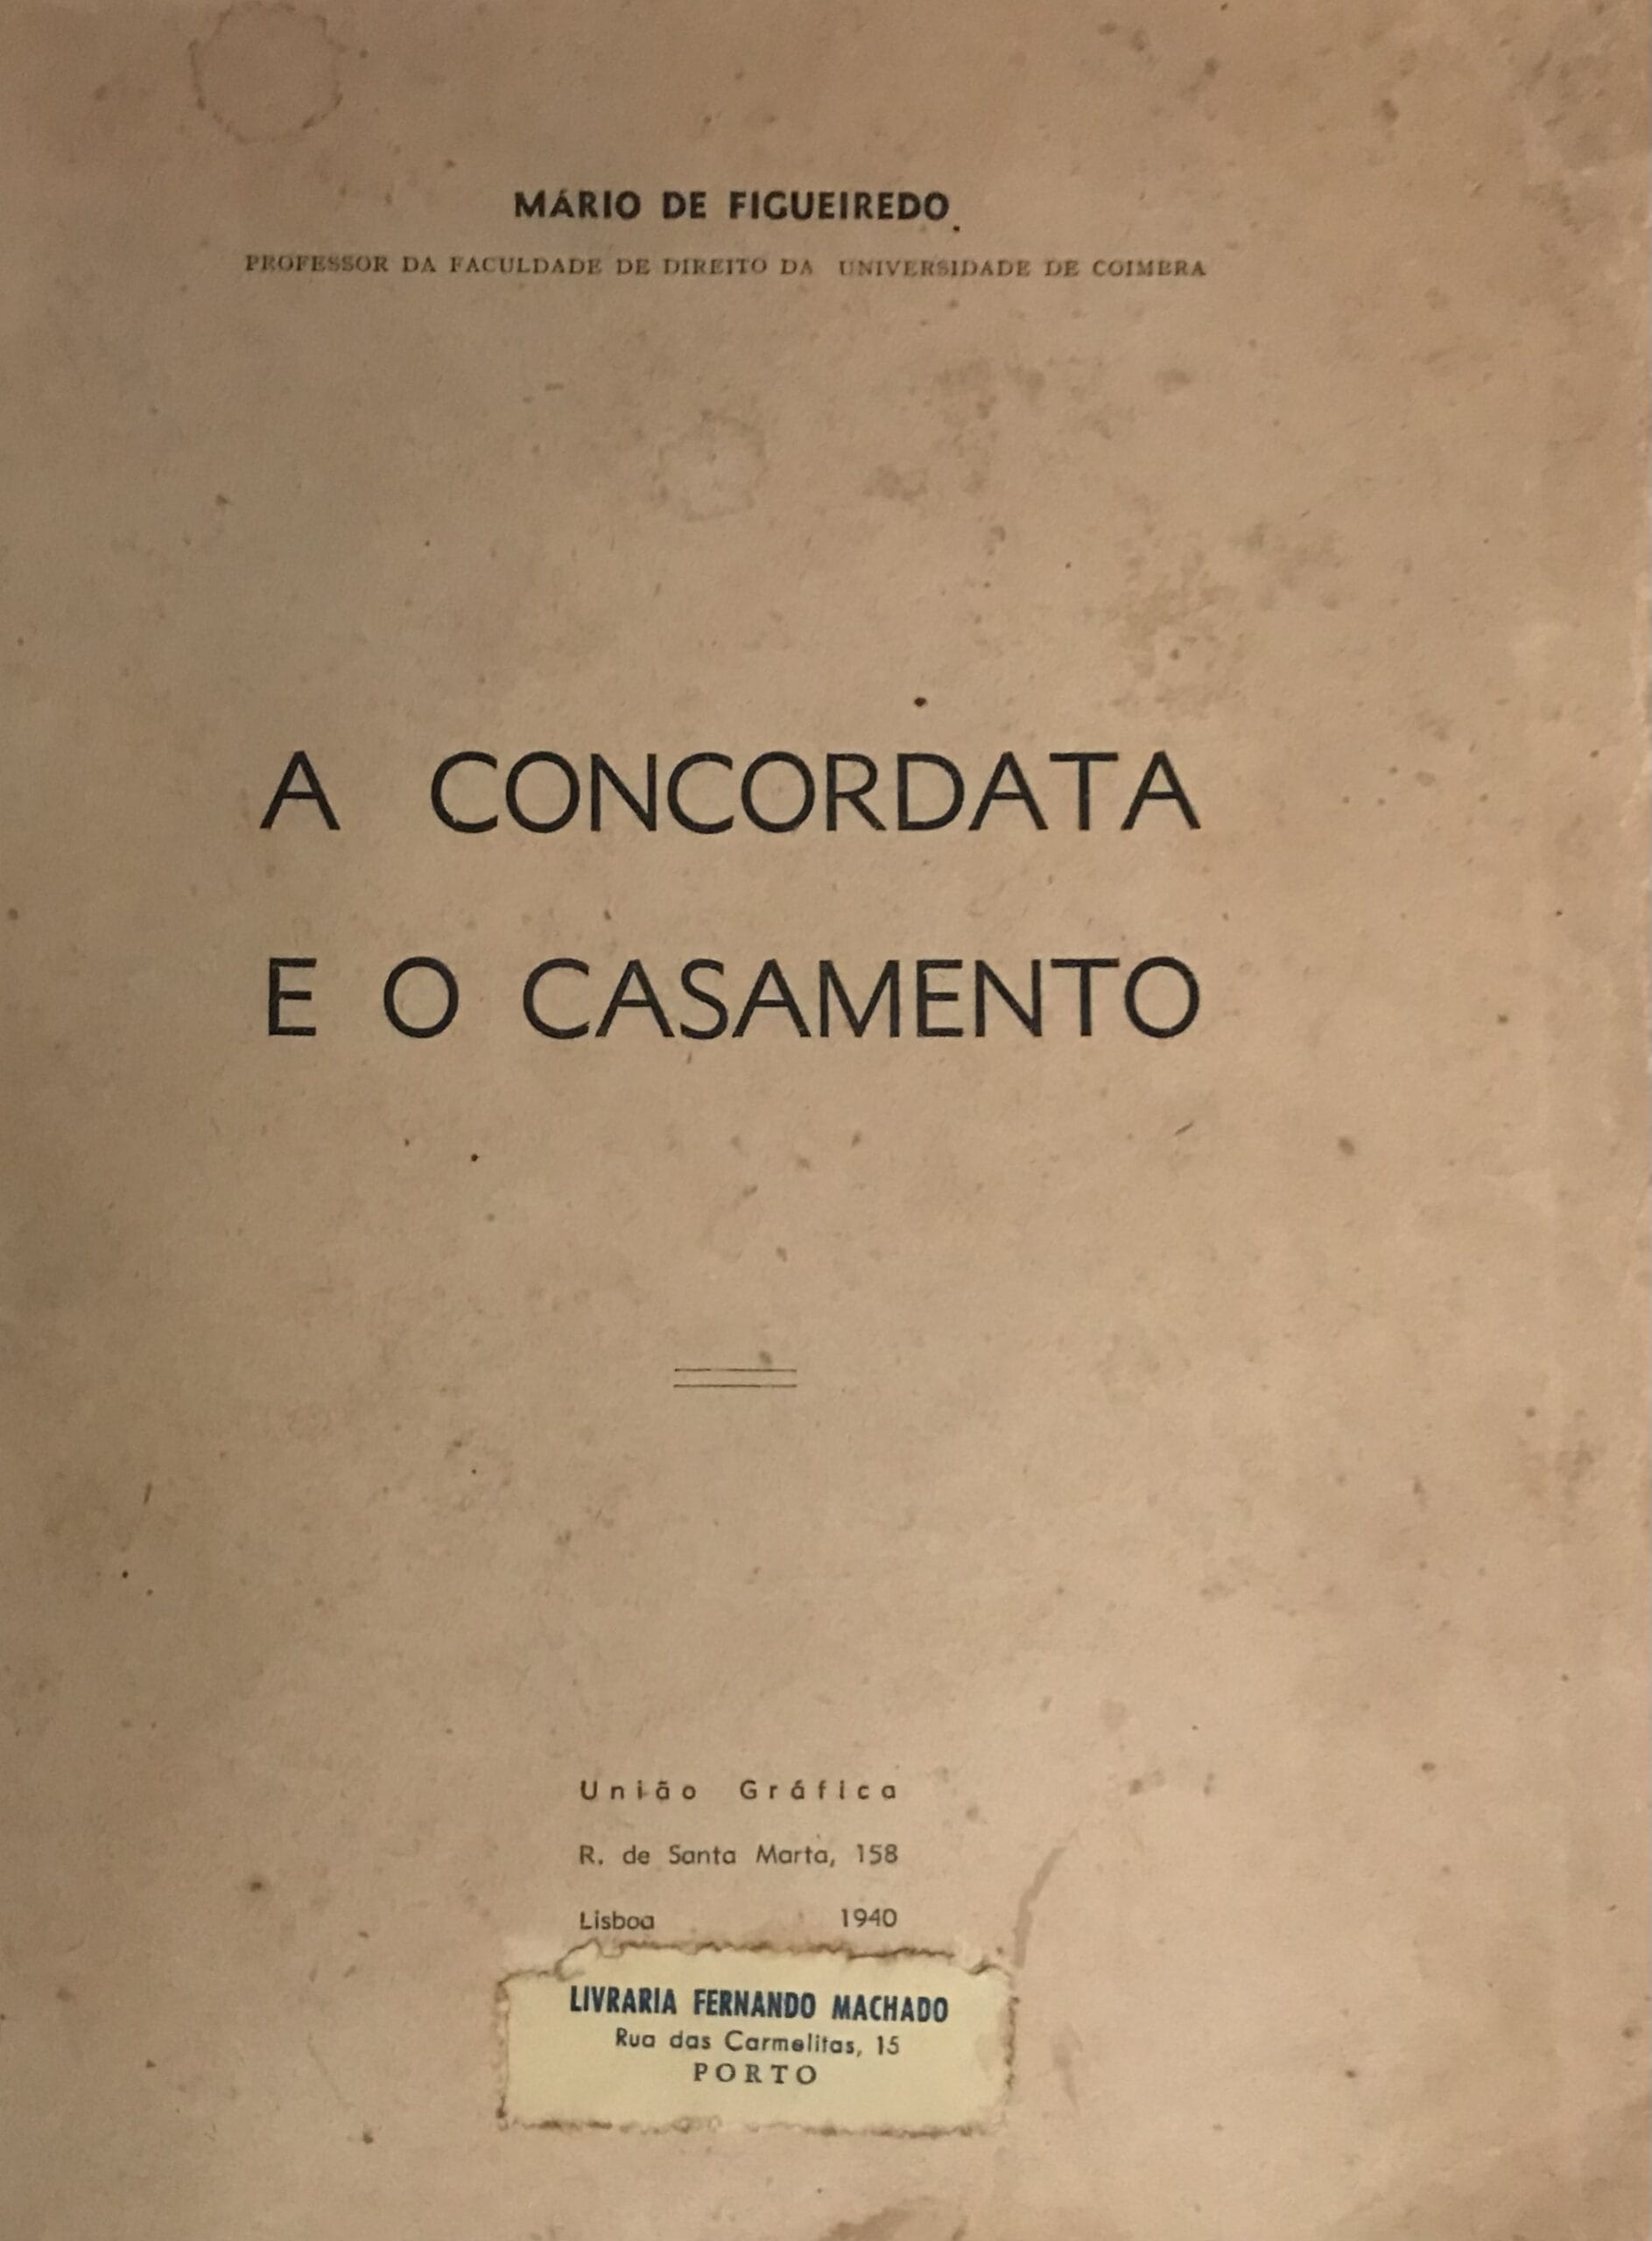 MÁRIO DE FIGUEIREDO
PROFESSOR DA FACULDADE DE DIREITO DA UNIVERSIDADE DE COIMBRA
A CONCORDATA
E O CASAMENTO
União Gráfica
R. de Santa Marta, 158
Lisboa 1940
LIVRARIA FERNANDO MACHADO
Rua das Carmelitas, 15
PORTO